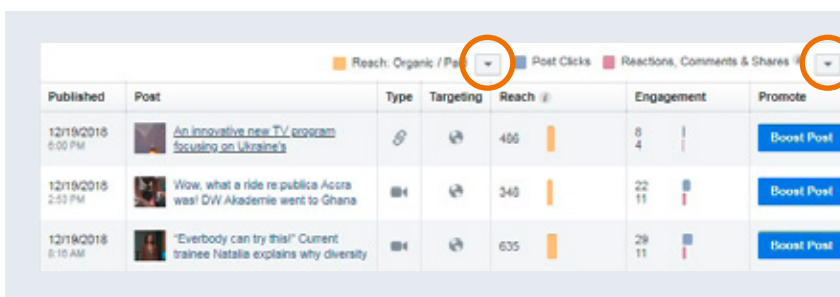 Reach: Organic / Paid Post Clicks Reactions, Comments & Shares
Published Post Type Targeting Reach Engagement Promote
12/19/2018
6:00 PM
An innovative new TV program
focusing on Ukraine's
486
8
4
Boost Post
12/19/2018
2:53 PM
Wow, what a ride re:publica Accra
was! DW Akademie went to Ghana
348
22
11
Boost Post
12/19/2018
8:16 AM
"Everbody can try this!" Current
trainee Natalia explains why diversity
635
29
11
Boost Post